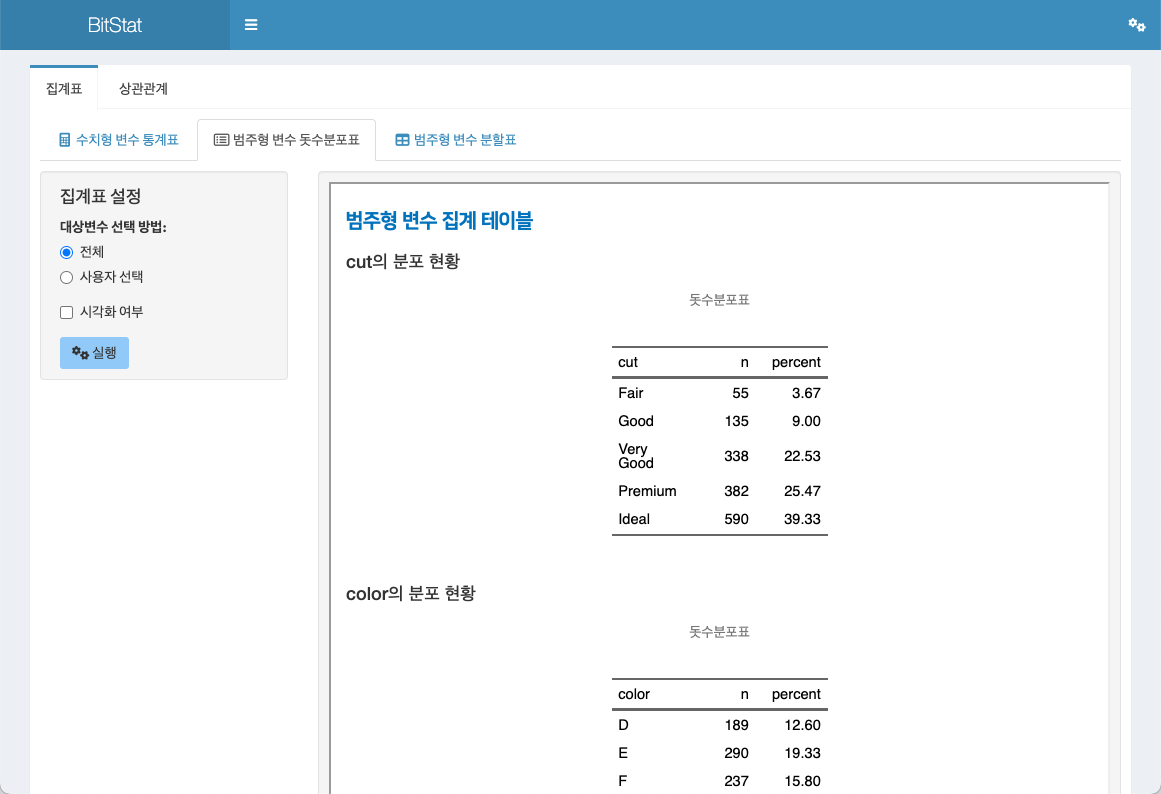 BitStat
집계표 상관관계
수치형 변수 통계표 범주형 변수 돗수분포표 범주형 변수 분할표
집계표 설정
대상변수 선택 방법:
전체
사용자 선택
시각화 여부
실행
범주형 변수 집계 테이블
cut의 분포 현황
돗수분포표
cut n percent
Fair 55 3.67
Good 135 9.00
Very
Good 338 22.53
Premium 382 25.47
Ideal 590 39.33
color의 분포 현황
돗수분포표
color n percent
D 189 12.60
E 290 19.33
F 237 15.80